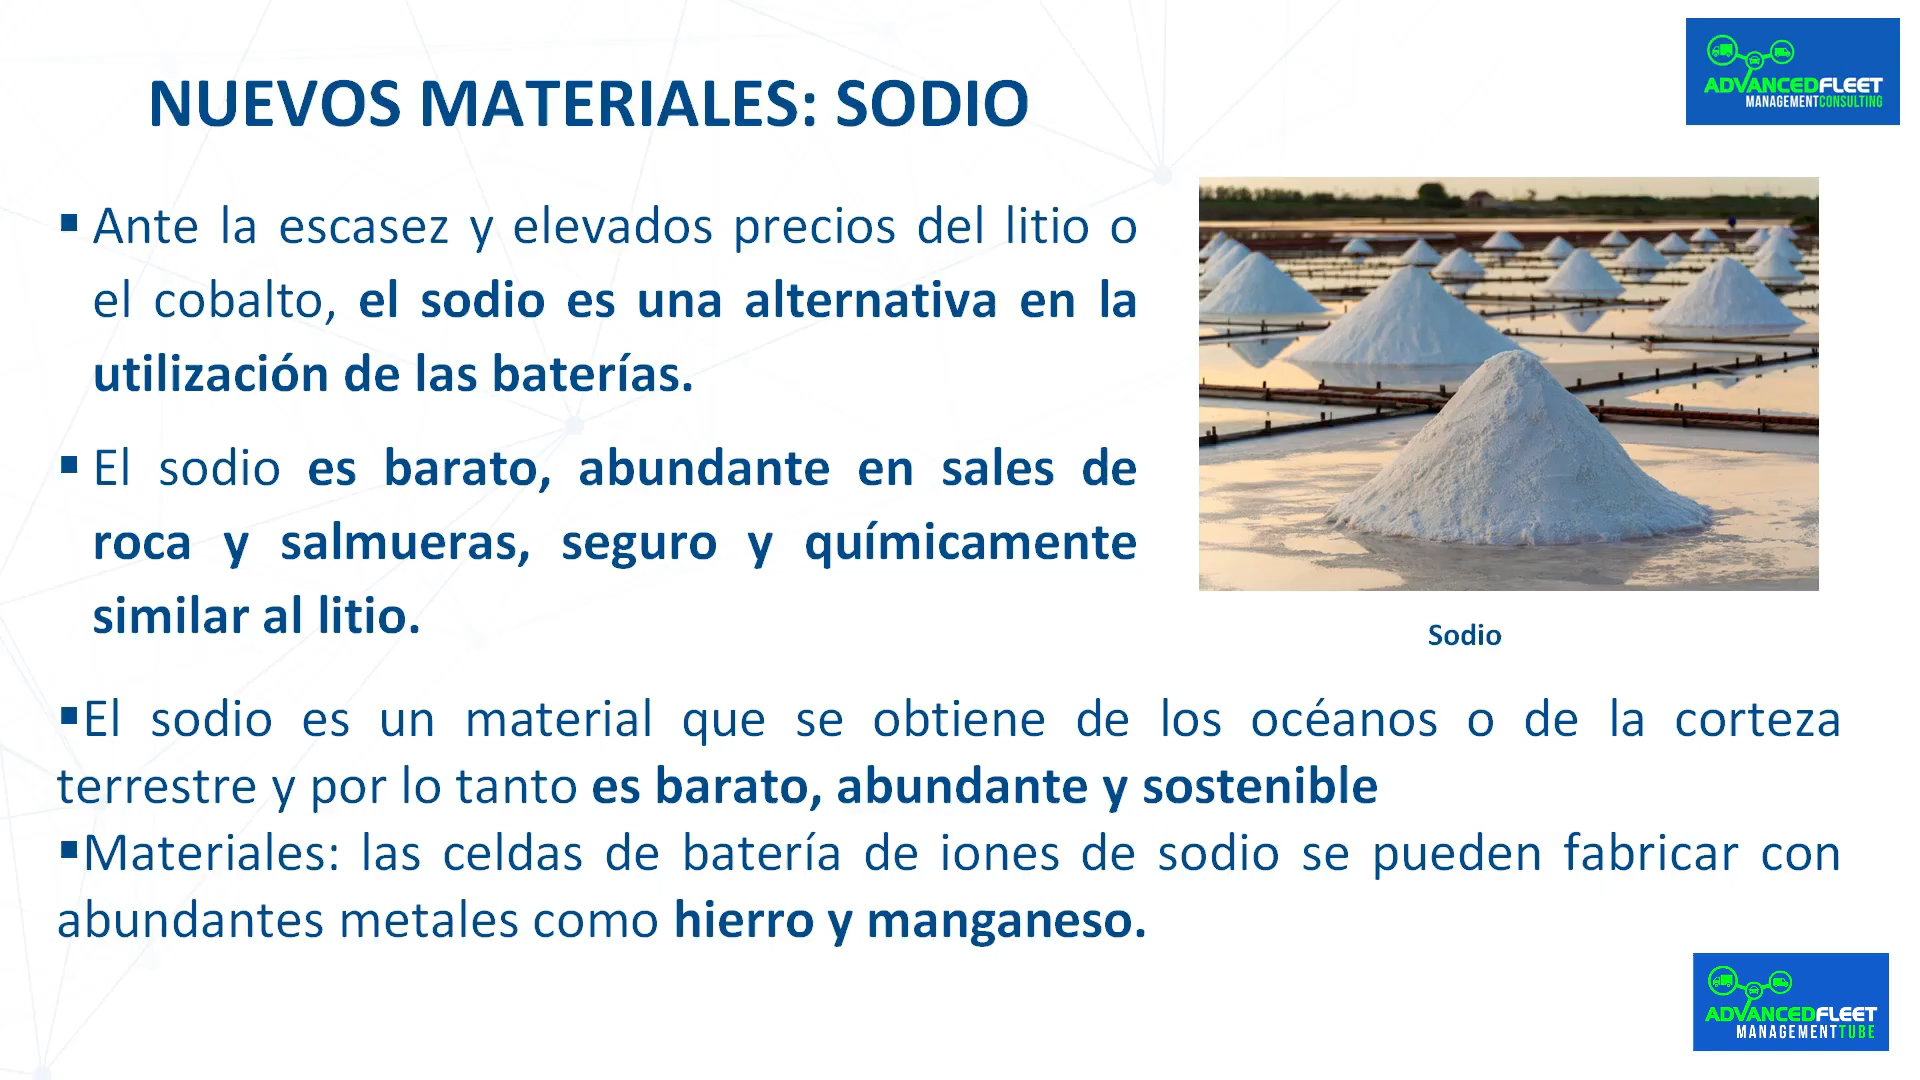 NUEVOS MATERIALES: SODIO
ADVANCEDFLEET
MANAGEMENTCONSULTING
▪ Ante la escasez y elevados precios del litio o
el cobalto, el sodio es una alternativa en la
utilización de las baterías.
▪ El sodio es barato, abundante en sales de
roca y salmueras, seguro y químicamente
similar al litio.
Sodio
▪El sodio es un material que se obtiene de los océanos o de la corteza
terrestre y por lo tanto es barato, abundante y sostenible
▪Materiales: las celdas de batería de iones de sodio se pueden fabricar con
abundantes metales como hierro y manganeso.
ADVANCEDFLEET
MANAGEMENTTUBE